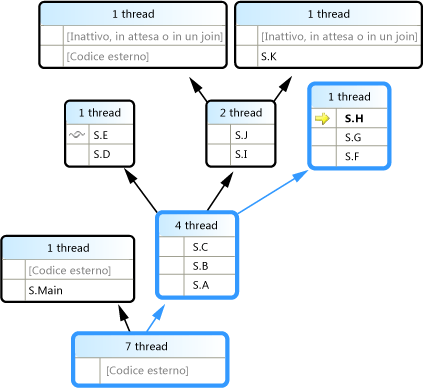 1 thread
[Inattivo, in attesa o in un join]
[Codice esterno]
1 thread
[Inattivo, in attesa o in un join]
S.K
1 thread
S.H
S.G
S.F
1 thread
S.E
S.D
2 thread
S.J
S.I
4 thread
S.C
S.B
S.A
1 thread
[Codice esterno]
S.Main
7 thread
[Codice esterno]